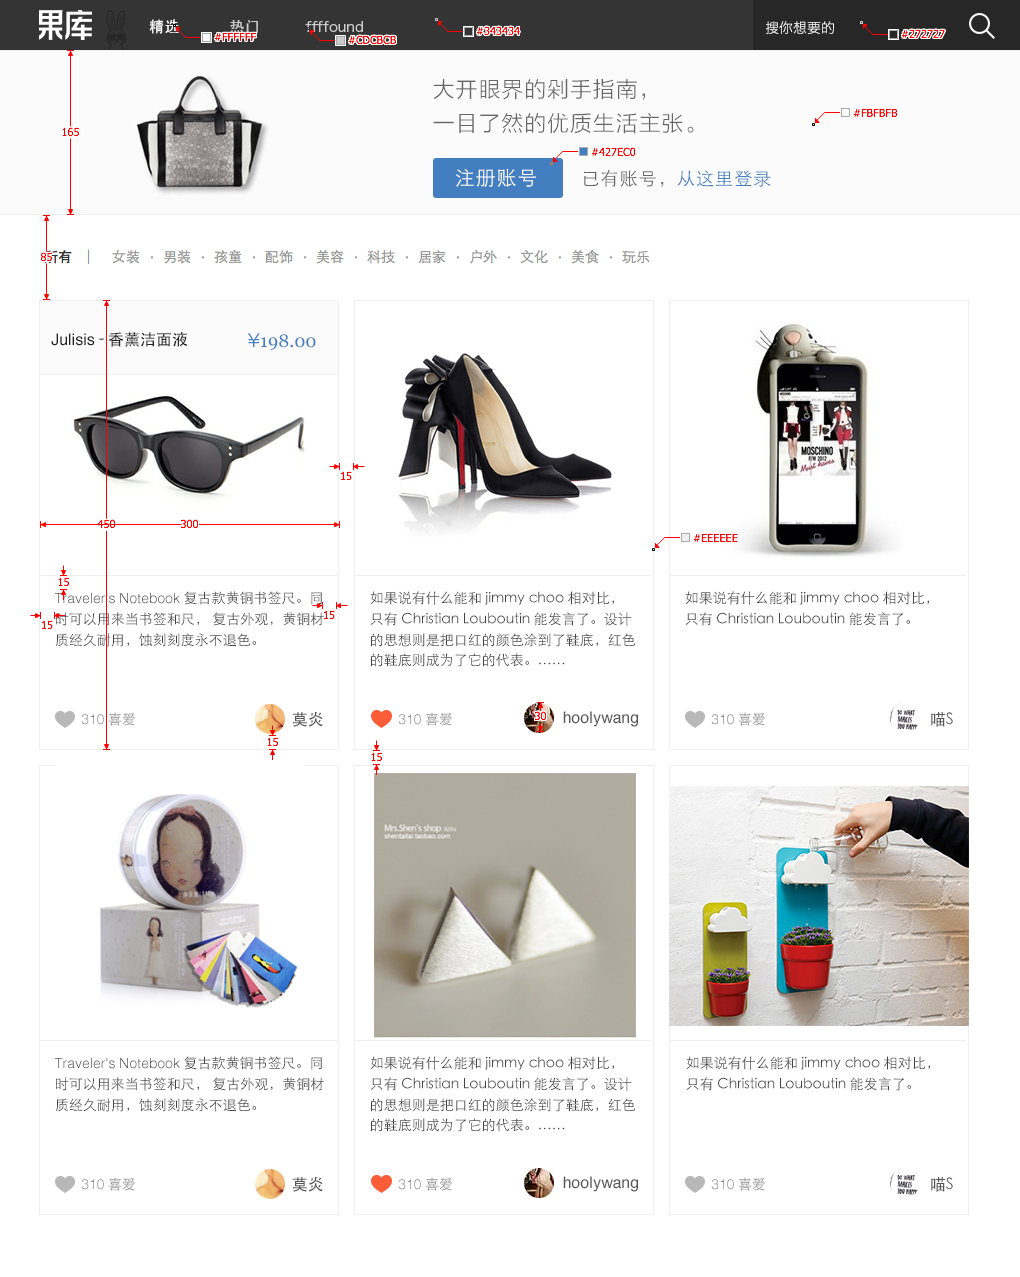 果库 精选 热门 ffffound 搜你想要的
#FFFFFF #CDCBCB #343434 #272727
大开眼界的剁手指南，
一目了然的优质生活主张。
165
#FBFBFB
#427EC0
注册账号 已有账号，从这里登录
85
所有 | 女装 · 男装 · 孩童 · 配饰 · 美容 · 科技 · 居家 · 户外 · 文化 · 美食 · 玩乐
Julisis - 香薰洁面液 ¥198.00
MOSCHINO
F/W 2012
Must haves
15
450 300
#EEEEEE
15
15
15
Traveler's Notebook 复古款黄铜书签尺。同
时可以用来当书签和尺， 复古外观，黄铜材
质经久耐用，蚀刻刻度永不退色。
310 喜爱 莫炎
15
如果说有什么能和 jimmy choo 相对比，
只有 Christian Louboutin 能发言了。设计
的思想则是把口红的颜色涂到了鞋底，红色
的鞋底则成为了它的代表。......
310 喜爱 30 hoolywang
15
如果说有什么能和 jimmy choo 相对比，
只有 Christian Louboutin 能发言了。
310 喜爱 DO WHAT MAKES YOU HAPPY 喵S
Mrs.Shen's shop
shentaitai.taobao.com
Traveler's Notebook 复古款黄铜书签尺。同
时可以用来当书签和尺， 复古外观，黄铜材
质经久耐用，蚀刻刻度永不退色。
310 喜爱 莫炎
如果说有什么能和 jimmy choo 相对比，
只有 Christian Louboutin 能发言了。设计
的思想则是把口红的颜色涂到了鞋底，红色
的鞋底则成为了它的代表。......
310 喜爱 hoolywang
如果说有什么能和 jimmy choo 相对比，
只有 Christian Louboutin 能发言了。
310 喜爱 DO WHAT MAKES YOU HAPPY 喵S